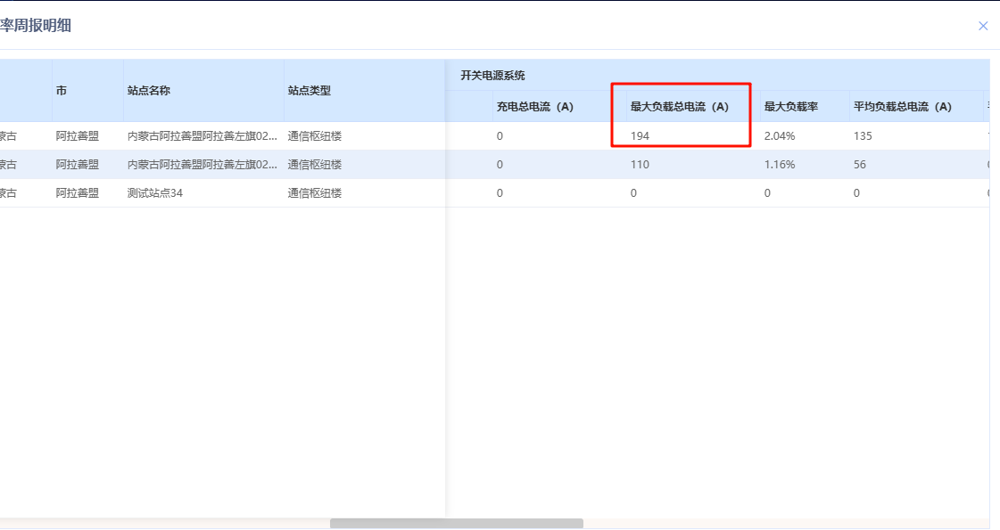 率周报明细
市 站点名称 站点类型 开关电源系统
充电总电流（A） 最大负载总电流（A） 最大负载率 平均负载总电流（A）
蒙古 阿拉善盟 内蒙古阿拉善盟阿拉善左旗02... 通信枢纽楼 0 194 2.04% 135
蒙古 阿拉善盟 内蒙古阿拉善盟阿拉善左旗02... 通信枢纽楼 0 110 1.16% 56
蒙古 阿拉善盟 测试站点34 通信枢纽楼 0 0 0 0